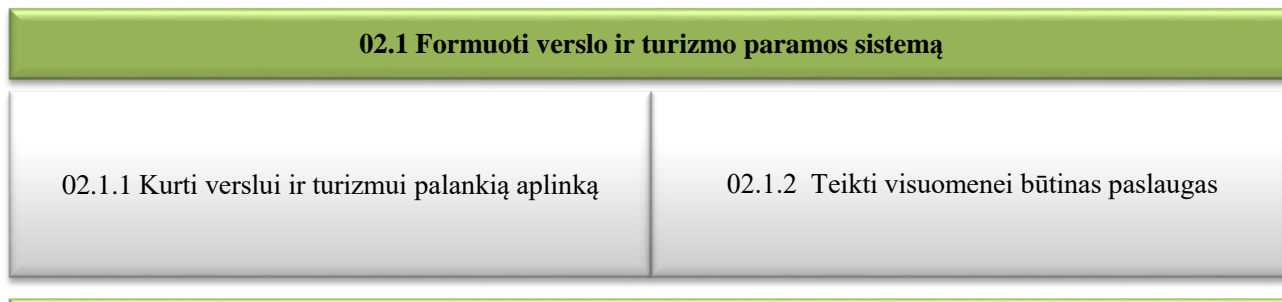 02.1 Formuoti verslo ir turizmo paramos sistemą
02.1.1 Kurti verslui ir turizmui palankią aplinką
02.1.2 Teikti visuomenei būtinas paslaugas